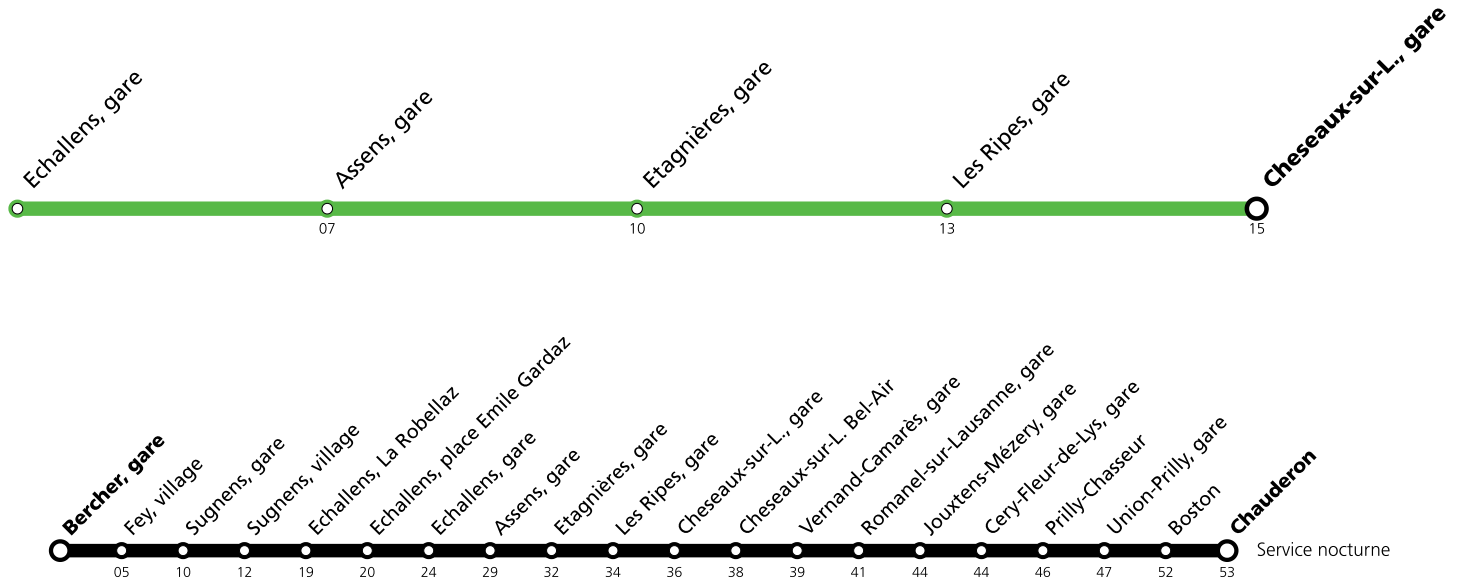 Echallens, gare
Assens, gare
Etagnières, gare
Les Ripes, gare
Cheseaux-sur-L., gare
07
10
13
15
Bercher, gare
Fey, village
Sugnens, gare
Sugnens, village
Echallens, La Robellaz
Echallens, place Emile Gardaz
Echallens, gare
Assens, gare
Etagnières, gare
Les Ripes, gare
Cheseaux-sur-L., gare
Cheseaux-sur-L. Bel-Air
Vernand-Camarès, gare
Romanel-sur-Lausanne, gare
Jouxtens-Mézery, gare
Cery-Fleur-de-Lys, gare
Prilly-Chasseur
Union-Prilly, gare
Boston
Chauderon
Service nocturne
05
10
12
19
20
24
29
32
34
36
38
39
41
44
44
46
47
52
53